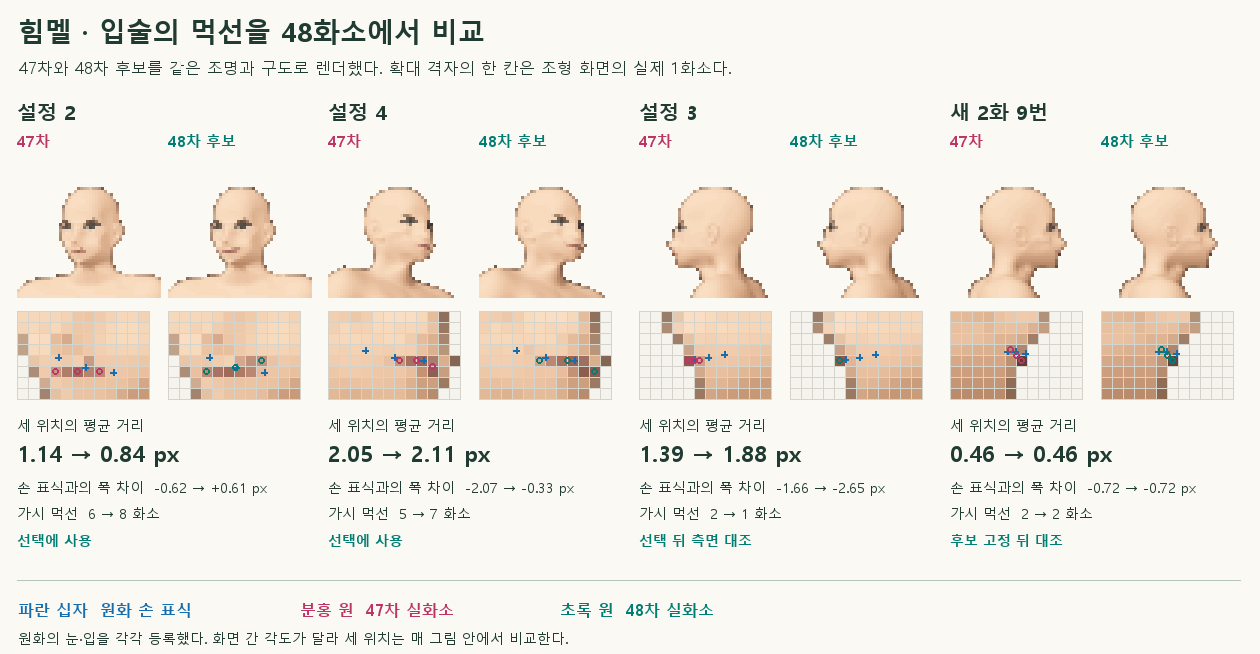 힘멜 · 입술의 먹선을 48화소에서 비교
47차와 48차 후보를 같은 조명과 구도로 렌더했다. 확대 격자의 한 칸은 조형 화면의 실제 1화소다.
설정 2
47차 48차 후보
세 위치의 평균 거리
1.14 → 0.84 px
손 표식과의 폭 차이 -0.62 → +0.61 px
가시 먹선 6 → 8 화소
선택에 사용
설정 4
47차 48차 후보
세 위치의 평균 거리
2.05 → 2.11 px
손 표식과의 폭 차이 -2.07 → -0.33 px
가시 먹선 5 → 7 화소
선택에 사용
설정 3
47차 48차 후보
세 위치의 평균 거리
1.39 → 1.88 px
손 표식과의 폭 차이 -1.66 → -2.65 px
가시 먹선 2 → 1 화소
선택 뒤 측면 대조
새 2화 9번
47차 48차 후보
세 위치의 평균 거리
0.46 → 0.46 px
손 표식과의 폭 차이 -0.72 → -0.72 px
가시 먹선 2 → 2 화소
후보 고정 뒤 대조
파란 십자 원화 손 표식
분홍 원 47차 실화소
초록 원 48차 실화소
원화의 눈·입을 각각 등록했다. 화면 간 각도가 달라 세 위치는 매 그림 안에서 비교한다.